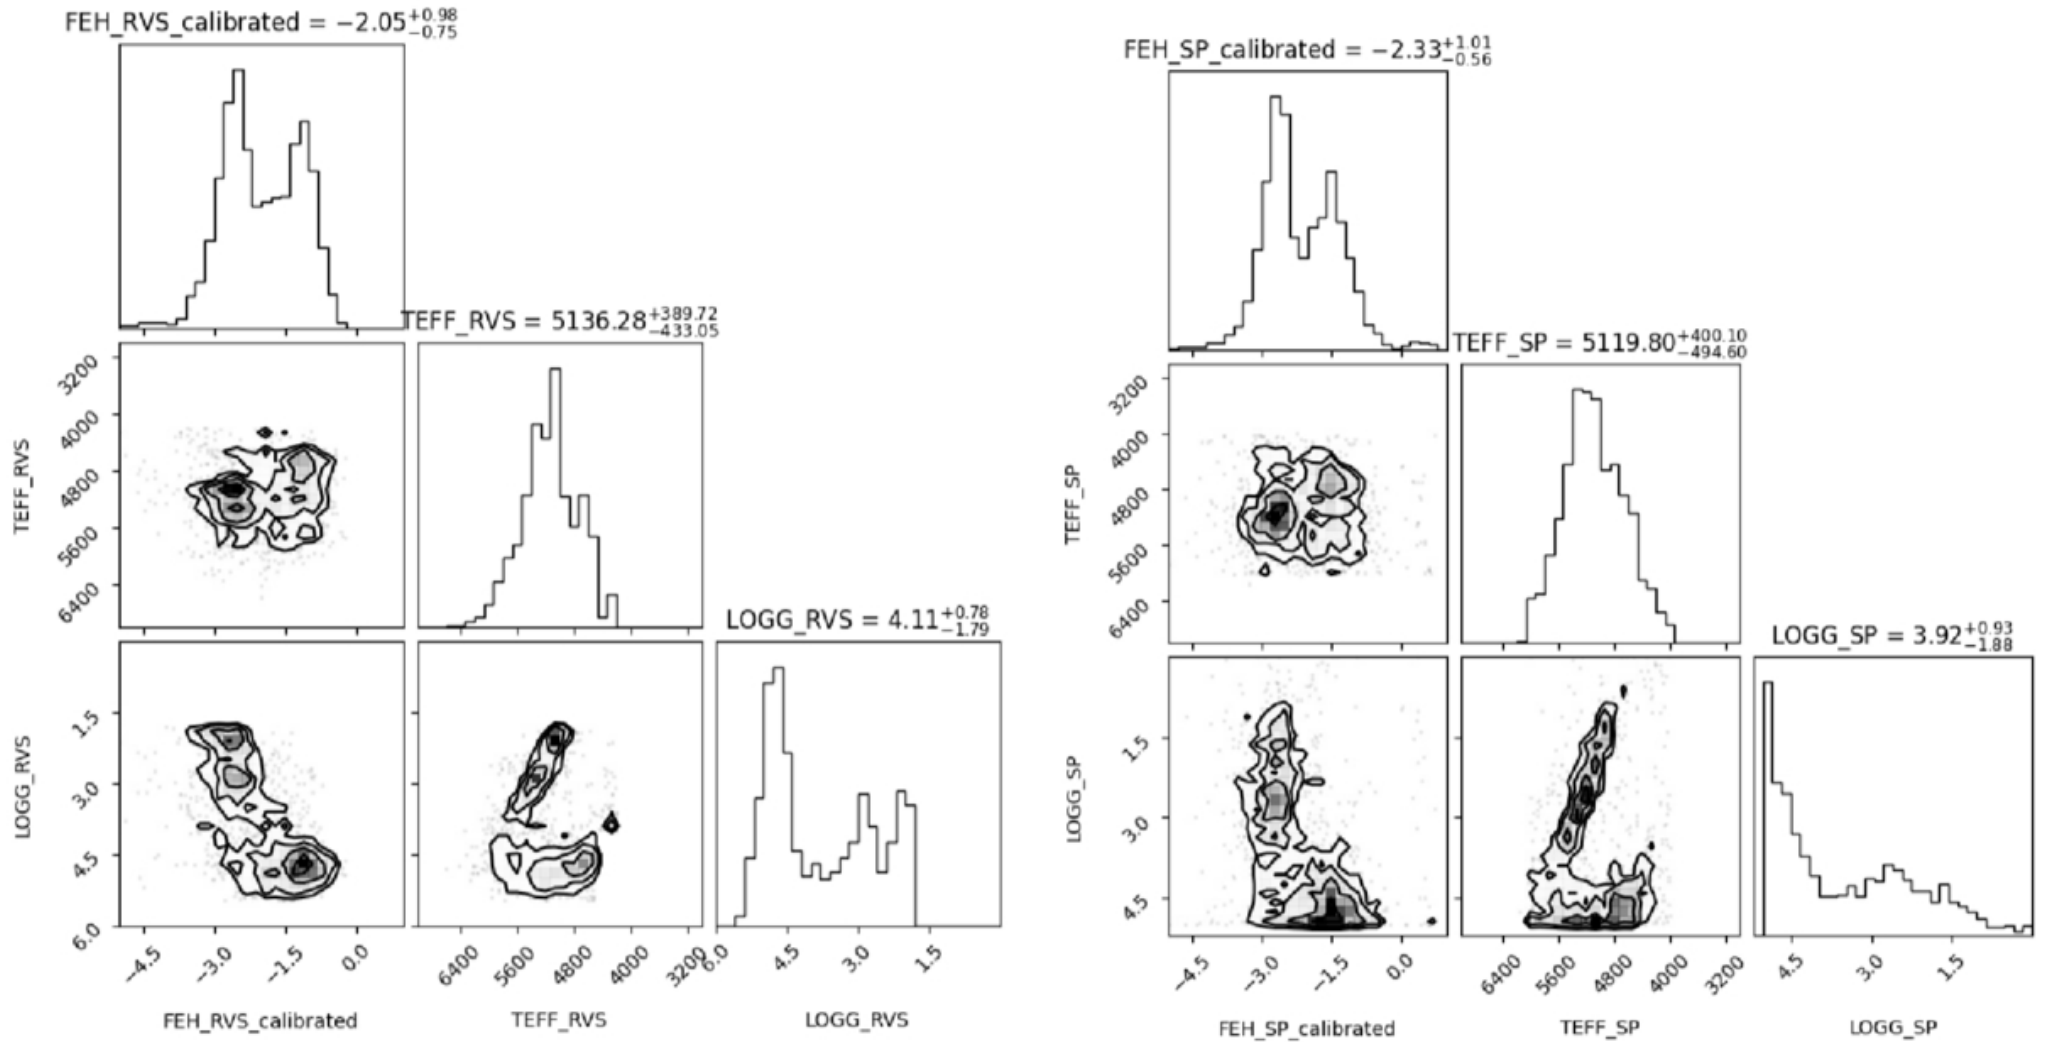 FEH_RVS_calibrated = −2.05+0.98−0.75
FEH_SP_calibrated = −2.33+1.01−0.56
TEFF_RVS = 5136.28+389.72−433.05
TEFF_SP = 5119.80+400.10−494.60
LOGG_RVS = 4.11+0.78−1.79
LOGG_SP = 3.92+0.93−1.88
TEFF_RVS
3200
4000
4800
5600
6400
LOGG_RVS
1.5
3.0
4.5
6.0
−4.5 −3.0 −1.5 0.0
6400 5600 4800 4000 3200
6.0 4.5 3.0 1.5
FEH_RVS_calibrated TEFF_RVS LOGG_RVS
TEFF_SP
3200
4000
4800
5600
6400
LOGG_SP
1.5
3.0
4.5
−4.5 −3.0 −1.5 0.0
6400 5600 4800 4000 3200
4.5 3.0 1.5
FEH_SP_calibrated TEFF_SP LOGG_SP